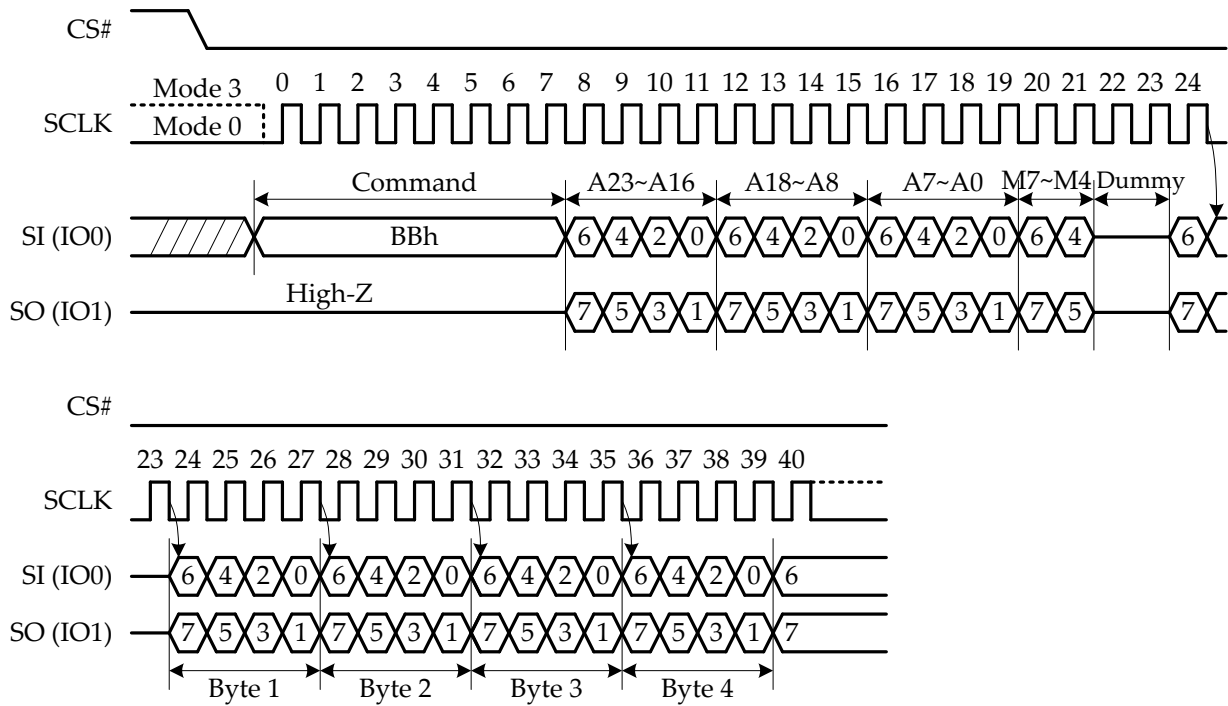 CS#
Mode 3 0 1 2 3 4 5 6 7 8 9 10 11 12 13 14 15 16 17 18 19 20 21 22 23 24
SCLK Mode 0
Command A23~A16 A18~A8 A7~A0 M7~M4 Dummy
SI (IO0) BBh 6 4 2 0 6 4 2 0 6 4 2 0 6 4 6
High-Z
SO (IO1) 7 5 3 1 7 5 3 1 7 5 3 1 7 5 7
CS#
23 24 25 26 27 28 29 30 31 32 33 34 35 36 37 38 39 40
SCLK
SI (IO0) 6 4 2 0 6 4 2 0 6 4 2 0 6 4 2 0 6
SO (IO1) 7 5 3 1 7 5 3 1 7 5 3 1 7 5 3 1 7
Byte 1 Byte 2 Byte 3 Byte 4